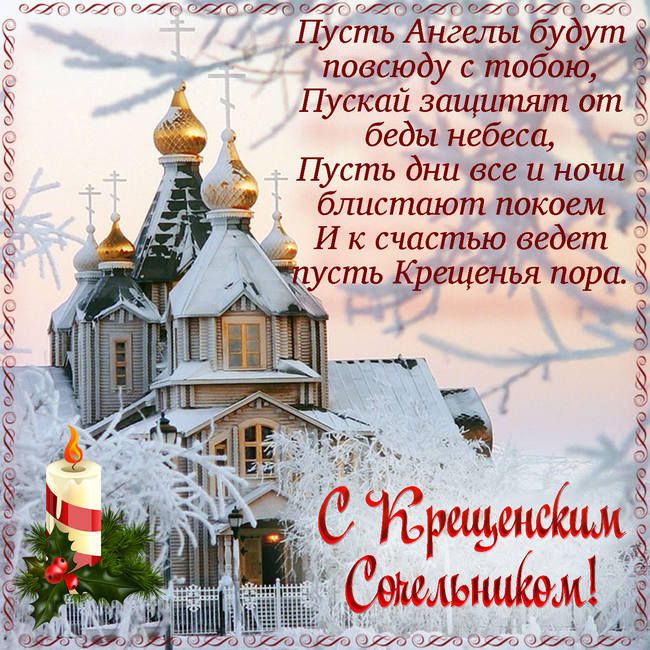 Пусть Ангелы будут
повсюду с тобою,
Пускай защитят от
беды небеса,
Пусть дни все и ночи
блистают покоем
И к счастью ведет
пусть Крещенья пора.
С Крещенским
Сочельником!